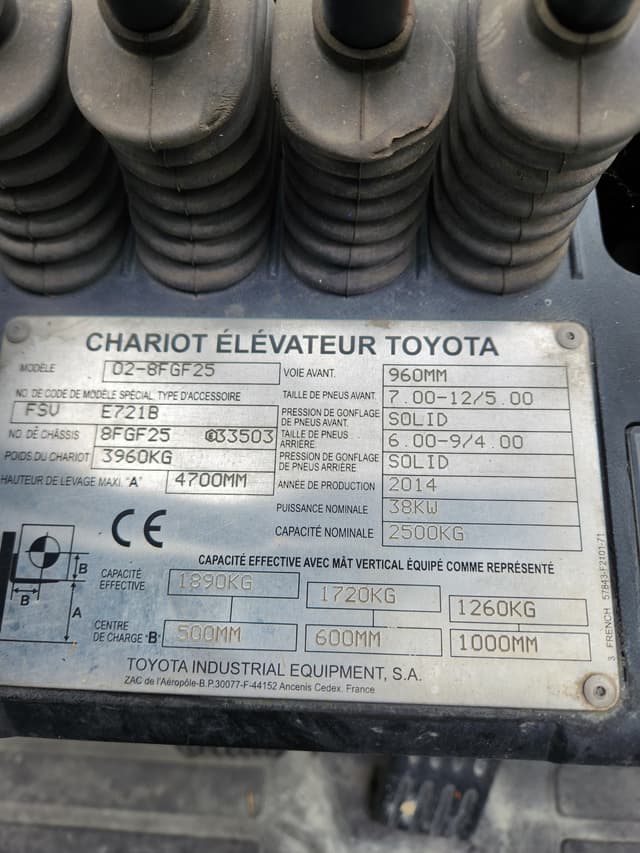 CHARIOT ÉLÉVATEUR TOYOTA
MODÈLE 02-8FGF25
NO. DE CODE DE MODÈLE SPÉCIAL. TYPE D'ACCESSOIRE
FSV E721B
NO. DE CHÂSSIS 8FGF25 33503
POIDS DU CHARIOT 3960KG
HAUTEUR DE LEVAGE MAXI. "A" 4700MM
VOIE AVANT. 960MM
TAILLE DE PNEUS AVANT. 7.00-12/5.00
PRESSION DE GONFLAGE DE PNEUS AVANT. SOLID
TAILLE DE PNEUS ARRIÈRE. 6.00-9/4.00
PRESSION DE GONFLAGE DE PNEUS ARRIÈRE SOLID
ANNÉE DE PRODUCTION 2014
PUISSANCE NOMINALE 38KW
CAPACITÉ NOMINALE 2500KG
CE
B
B
A
CAPACITÉ EFFECTIVE AVEC MÂT VERTICAL ÉQUIPÉ COMME REPRÉSENTÉ
CAPACITÉ EFFECTIVE 1890KG 1720KG 1260KG
CENTRE DE CHARGE "B" 500MM 600MM 1000MM
TOYOTA INDUSTRIAL EQUIPMENT, S.A.
ZAC de l'Aéropôle-B.P.30077-F-44152 Ancenis Cedex. France
3 FRENCH 57843-F2101-71